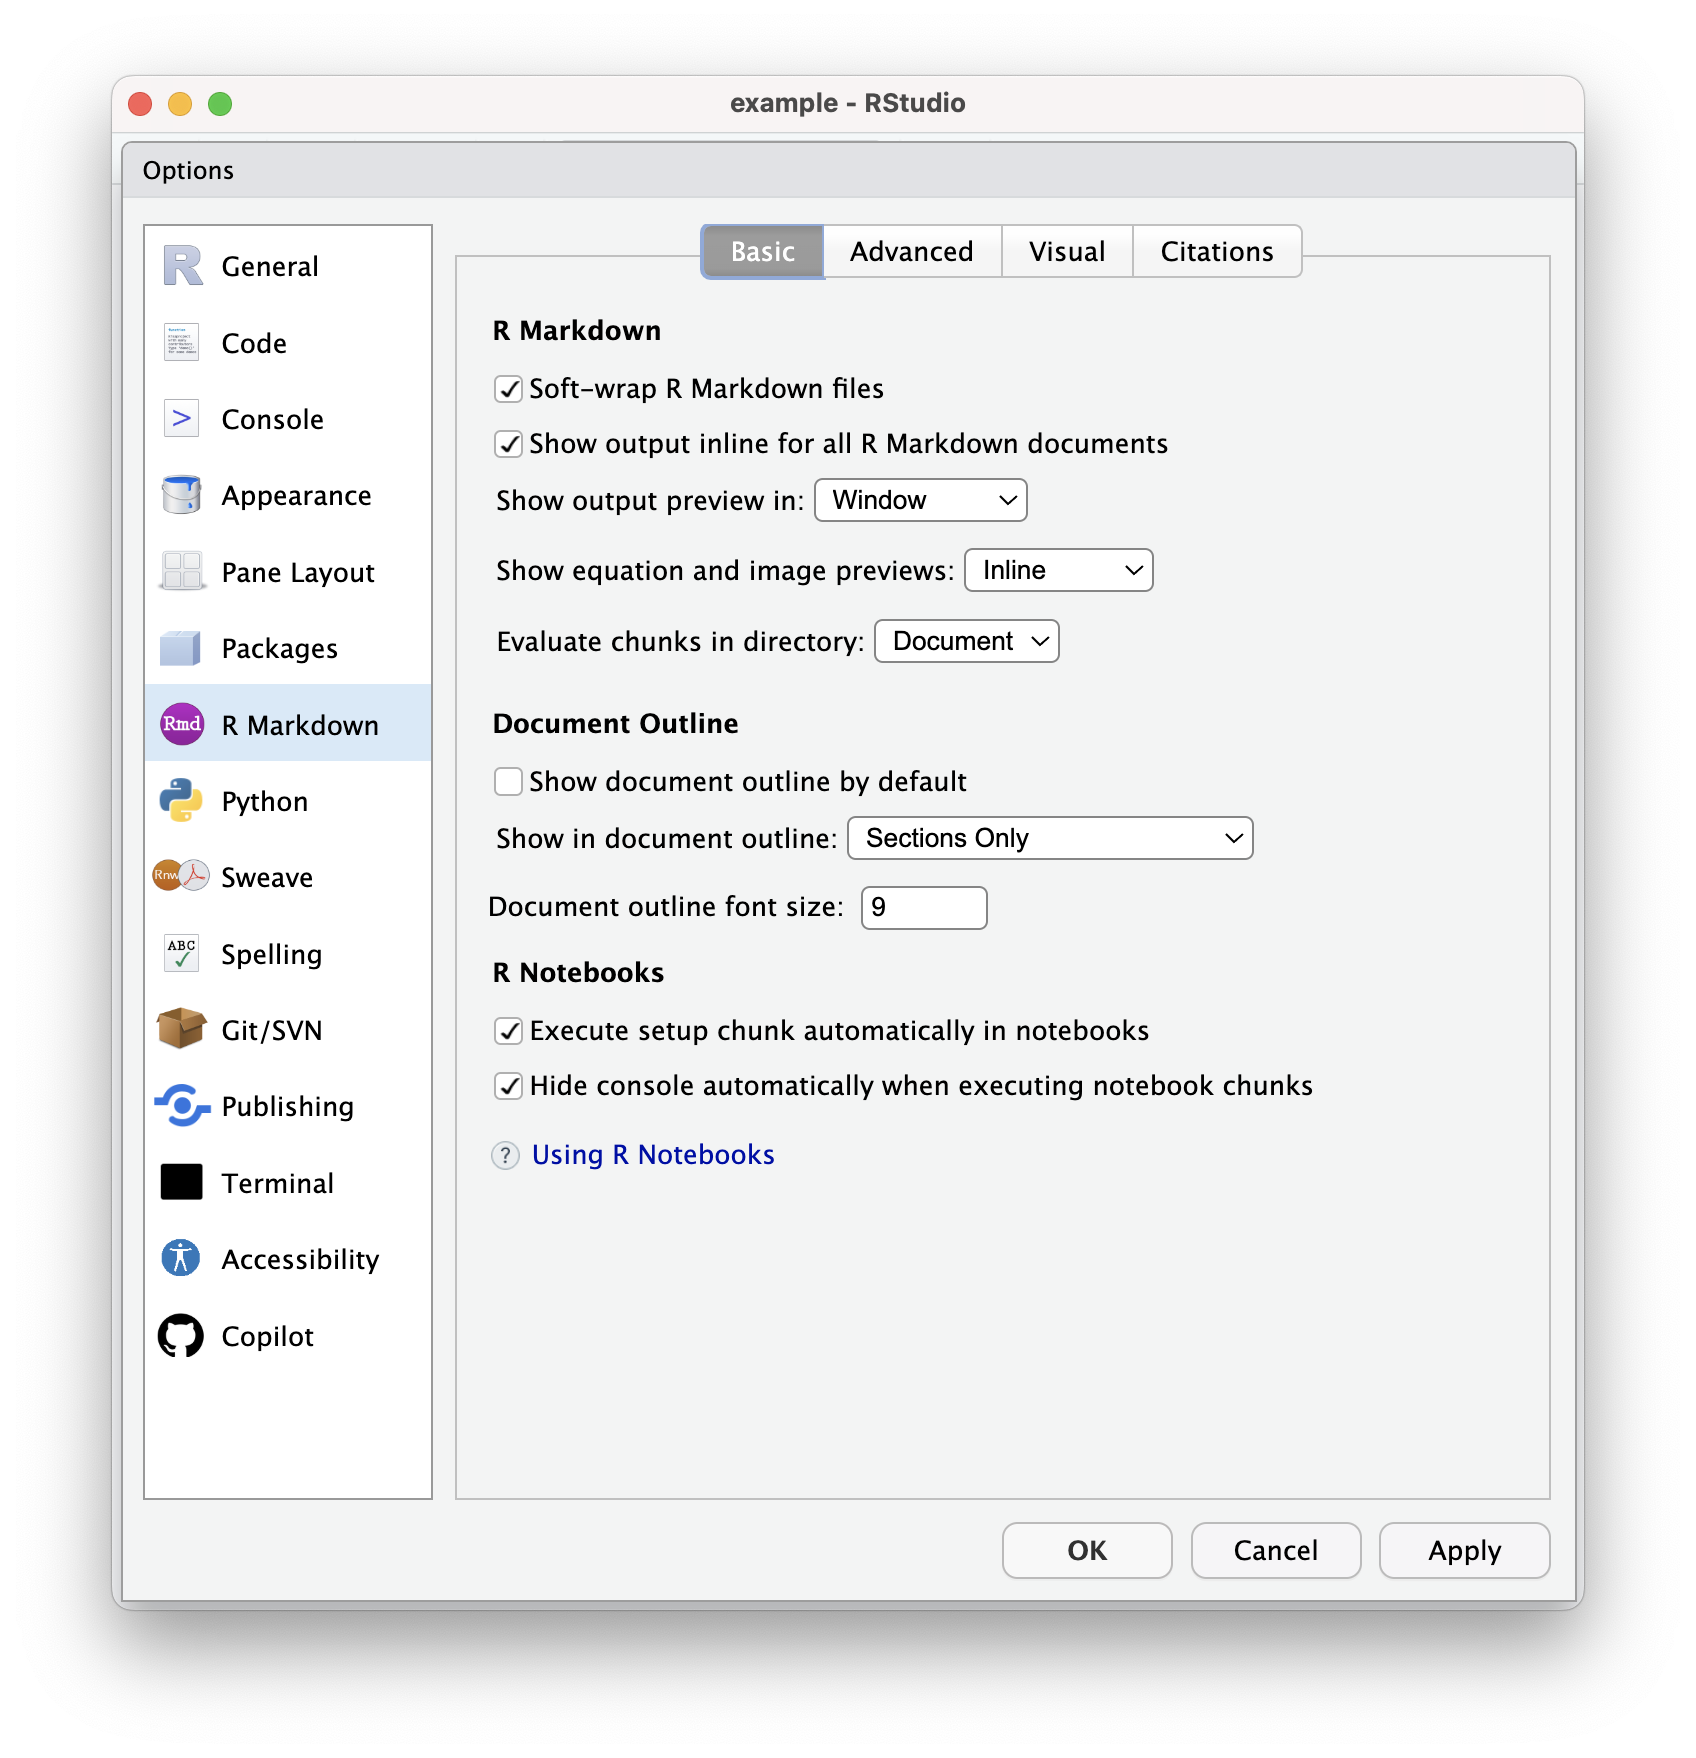 example - RStudio
Options
R General
Code
> Console
Appearance
Pane Layout
Packages
Rmd R Markdown
Python
Rnw Sweave
ABC Spelling
Git/SVN
Publishing
Terminal
Accessibility
Copilot
Basic Advanced Visual Citations
R Markdown
Soft-wrap R Markdown files
Show output inline for all R Markdown documents
Show output preview in: Window
Show equation and image previews: Inline
Evaluate chunks in directory: Document
Document Outline
Show document outline by default
Show in document outline: Sections Only
Document outline font size: 9
R Notebooks
Execute setup chunk automatically in notebooks
Hide console automatically when executing notebook chunks
? Using R Notebooks
OK Cancel Apply